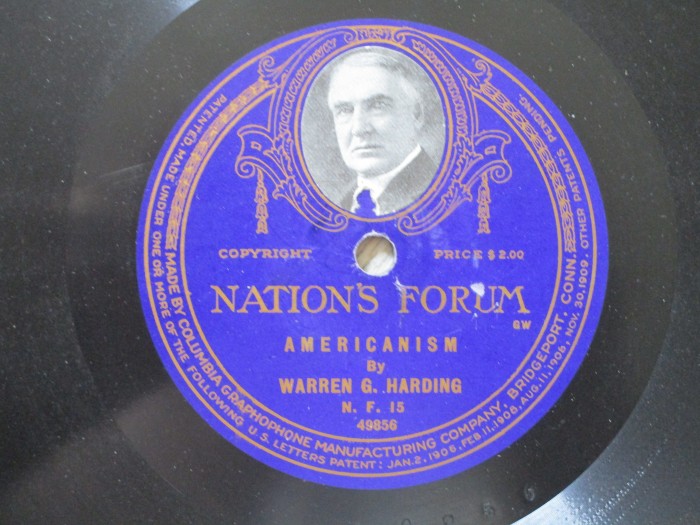 COPYRIGHT
PRICE $2.00
NATION'S FORUM
GW
AMERICANISM
By
WARREN G. HARDING
N. F. 15
49856
MADE BY COLUMBIA GRAPHOPHONE MANUFACTURING COMPANY, BRIDGEPORT, CONN.
PATENTED. MADE UNDER ONE OR MORE OF THE FOLLOWING U.S. LETTERS PATENT: JAN. 2, 1906, FEB. 11, 1908, AUG. 11, 1908, NOV. 30, 1909, OTHER PATENTS PENDING.